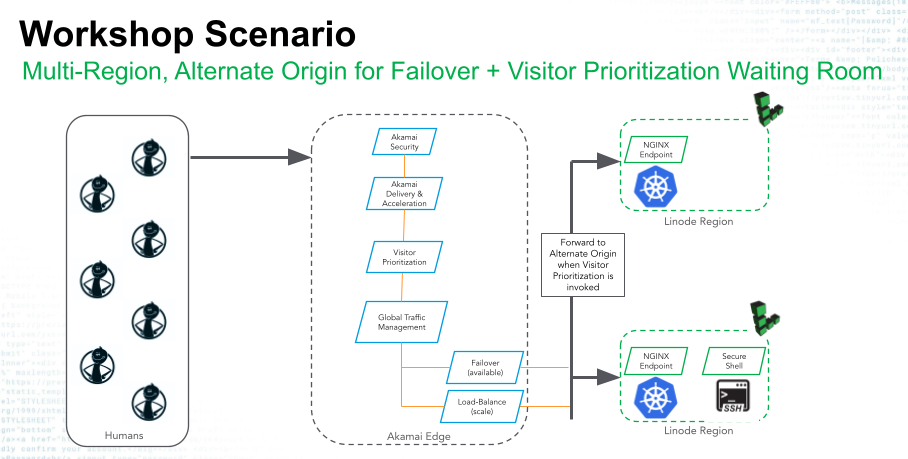 Workshop Scenario
Multi-Region, Alternate Origin for Failover + Visitor Prioritization Waiting Room
Humans
Akamai
Security
Akamai
Delivery &
Acceleration
Visitor
Prioritization
Global Traffic
Management
Failover
(available)
Load-Balance
(scale)
Akamai Edge
Forward to
Alternate Origin
when Visitor
Prioritization is
invoked
NGINX
Endpoint
Linode Region
NGINX
Endpoint
Secure
Shell
SSH
Linode Region